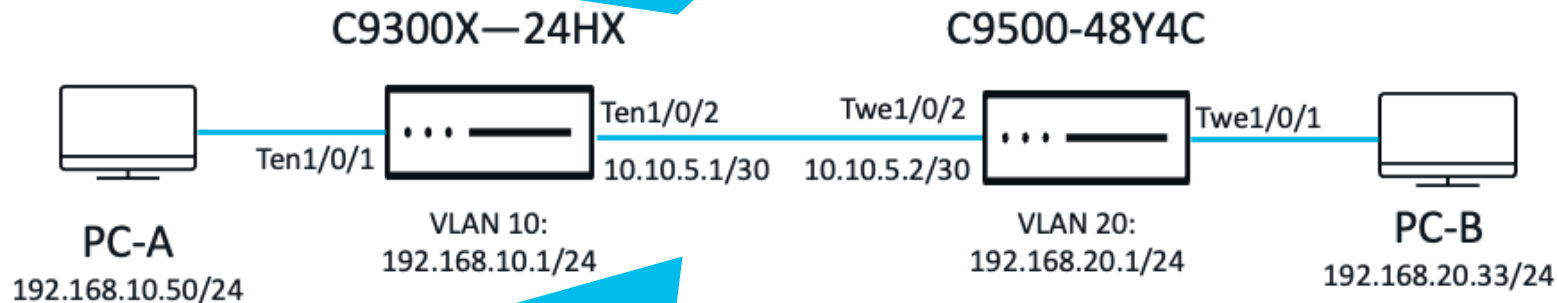 C9300X—24HX
C9500-48Y4C
Ten1/0/2
Twe1/0/2
Twe1/0/1
Ten1/0/1
10.10.5.1/30
10.10.5.2/30
PC-A
192.168.10.50/24
VLAN 10:
192.168.10.1/24
VLAN 20:
192.168.20.1/24
PC-B
192.168.20.33/24